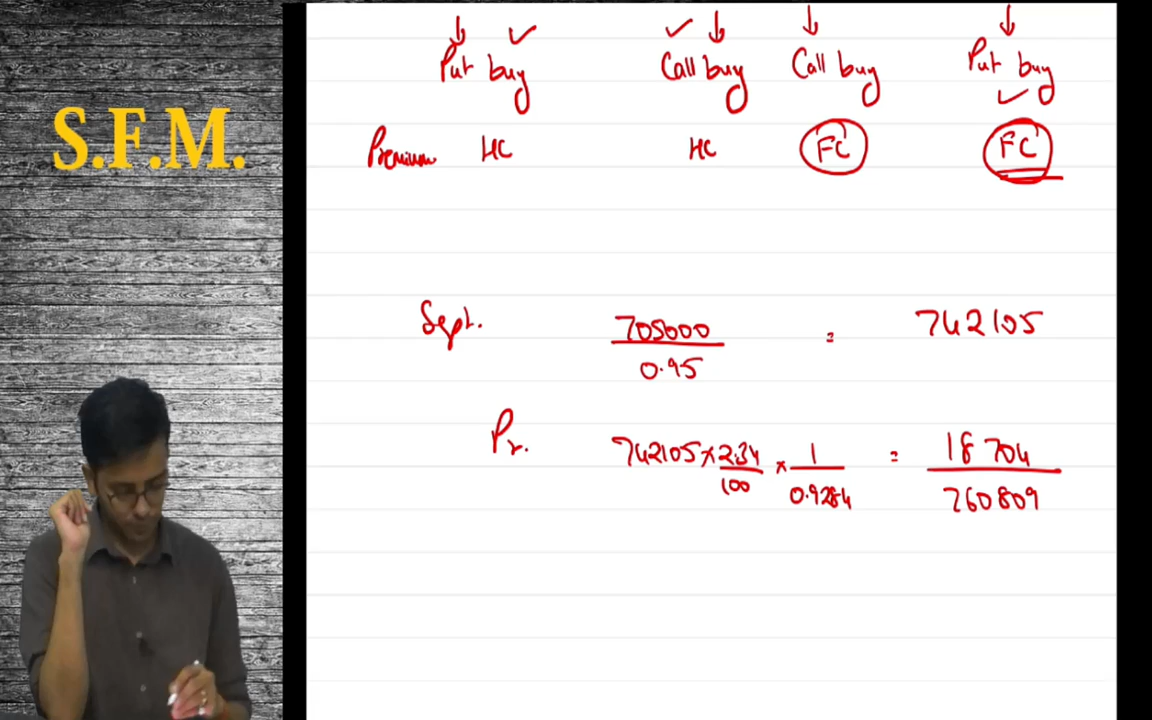 S.F.M.
↓ ✓ ✓ ↓ ↓ ↓
Put buy Call buy Call buy Put buy
✓
Premium HC HC FC FC
Sept. 705000 / 0.95 = 742105
Pr. 742105 × 2.34 / 100 × 1 / 0.9284 = 18704
760809